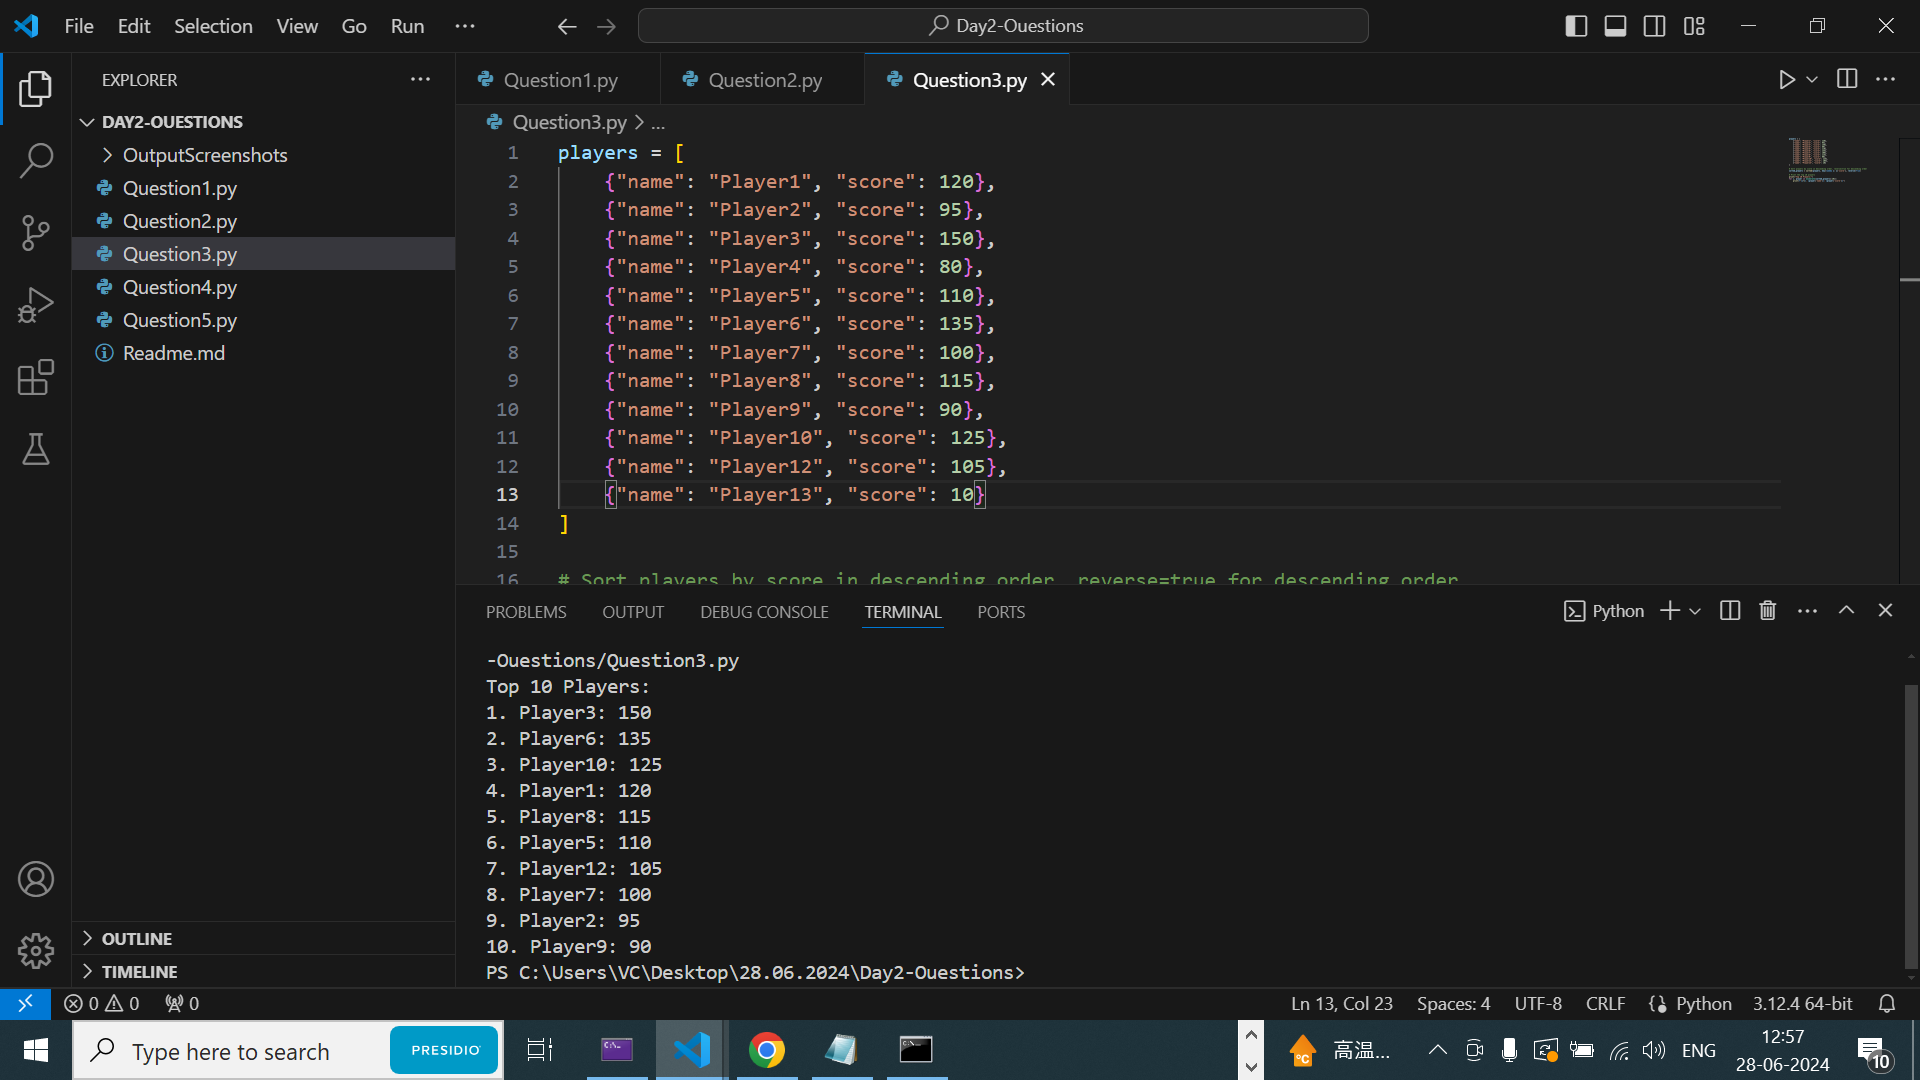 File Edit Selection View Go Run ...
Day2-Ouestions
EXPLORER
DAY2-OUESTIONS
OutputScreenshots
Question1.py
Question2.py
Question3.py
Question4.py
Question5.py
Readme.md
OUTLINE
TIMELINE
Question1.py Question2.py Question3.py
Question3.py > ...
1 players = [
2 {"name": "Player1", "score": 120},
3 {"name": "Player2", "score": 95},
4 {"name": "Player3", "score": 150},
5 {"name": "Player4", "score": 80},
6 {"name": "Player5", "score": 110},
7 {"name": "Player6", "score": 135},
8 {"name": "Player7", "score": 100},
9 {"name": "Player8", "score": 115},
10 {"name": "Player9", "score": 90},
11 {"name": "Player10", "score": 125},
12 {"name": "Player12", "score": 105},
13 {"name": "Player13", "score": 10}
14 ]
15
16 # Sort players by score in descending order reverse=true for descending order
PROBLEMS OUTPUT DEBUG CONSOLE TERMINAL PORTS
Python
-Ouestions/Question3.py
Top 10 Players:
1. Player3: 150
2. Player6: 135
3. Player10: 125
4. Player1: 120
5. Player8: 115
6. Player5: 110
7. Player12: 105
8. Player7: 100
9. Player2: 95
10. Player9: 90
PS C:\Users\VC\Desktop\28.06.2024\Day2-Ouestions>
0 0 0
Ln 13, Col 23 Spaces: 4 UTF-8 CRLF {} Python 3.12.4 64-bit
Type here to search
PRESIDIO
高温...
ENG
12:57
28-06-2024
10